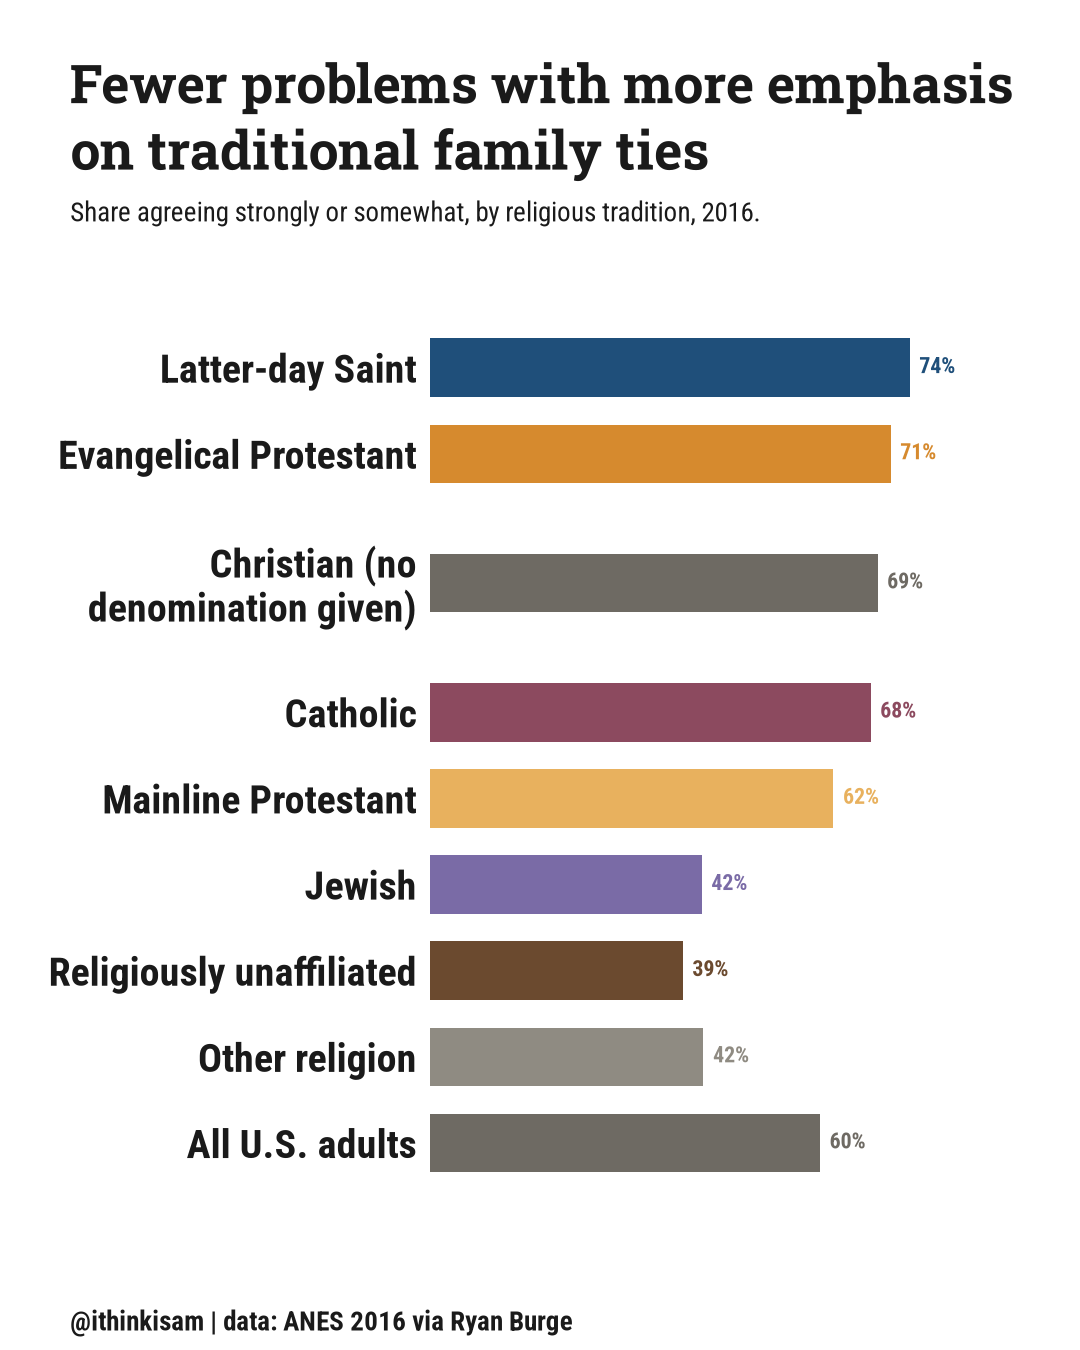 Fewer problems with more emphasis
on traditional family ties
Share agreeing strongly or somewhat, by religious tradition, 2016.
Latter-day Saint 74%
Evangelical Protestant 71%
Christian (no
denomination given) 69%
Catholic 68%
Mainline Protestant 62%
Jewish 42%
Religiously unaffiliated 39%
Other religion 42%
All U.S. adults 60%
@ithinkisam | data: ANES 2016 via Ryan Burge